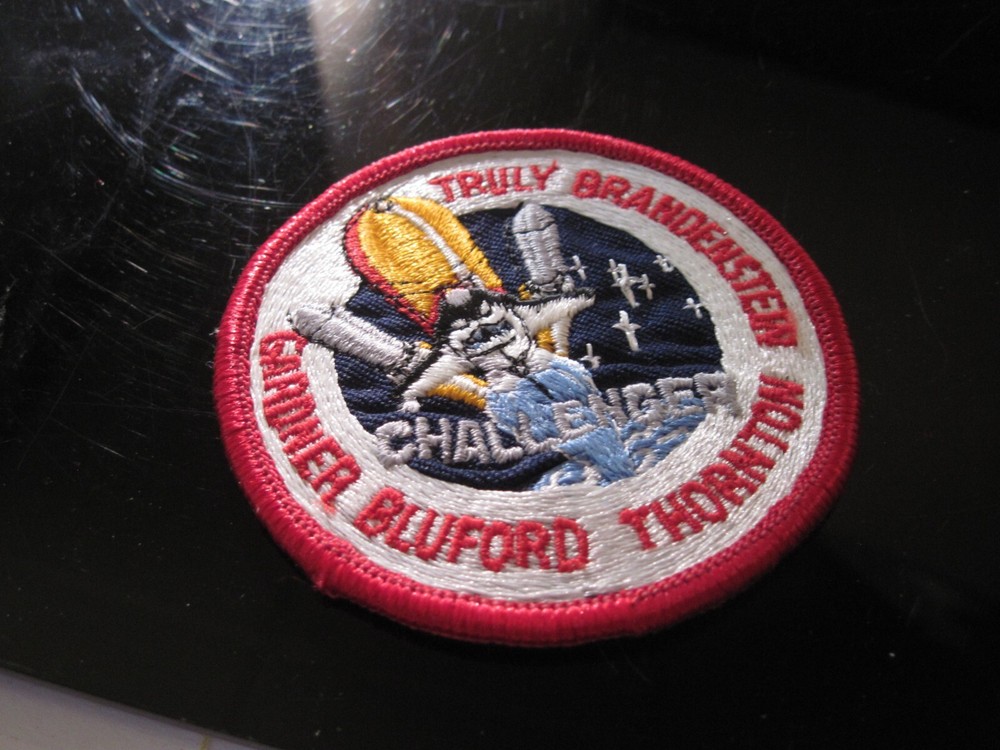 TRULY BRANDENSTEIN
CHALLENGER
GARDNER BLUFORD THORNTON